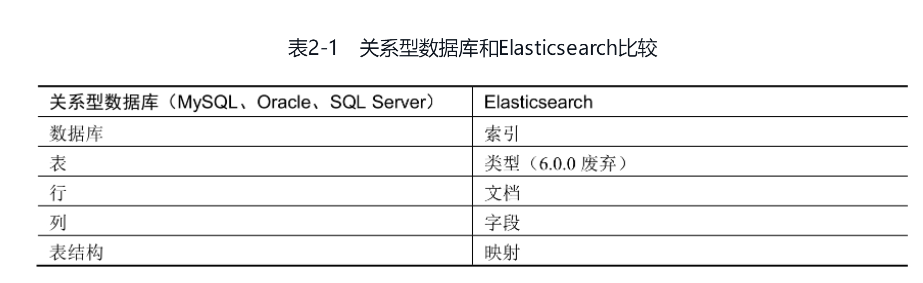 表2-1 关系型数据库和Elasticsearch比较
关系型数据库（MySQL、Oracle、SQL Server） Elasticsearch
数据库 索引
表 类型（6.0.0 废弃）
行 文档
列 字段
表结构 映射